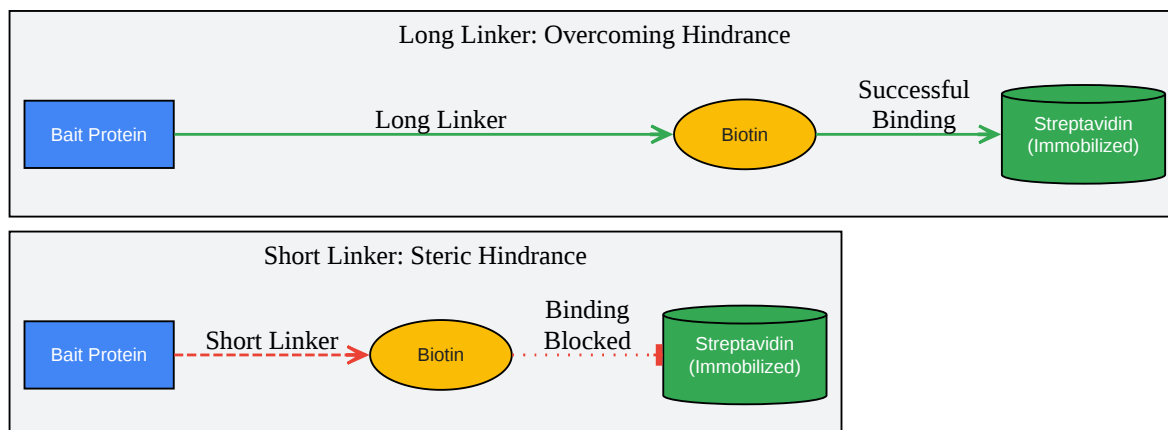 Long Linker: Overcoming Hindrance
Bait Protein
Long Linker
Biotin
Successful
Binding
Streptavidin
(Immobilized)
Short Linker: Steric Hindrance
Bait Protein
Short Linker
Biotin
Binding
Blocked
Streptavidin
(Immobilized)